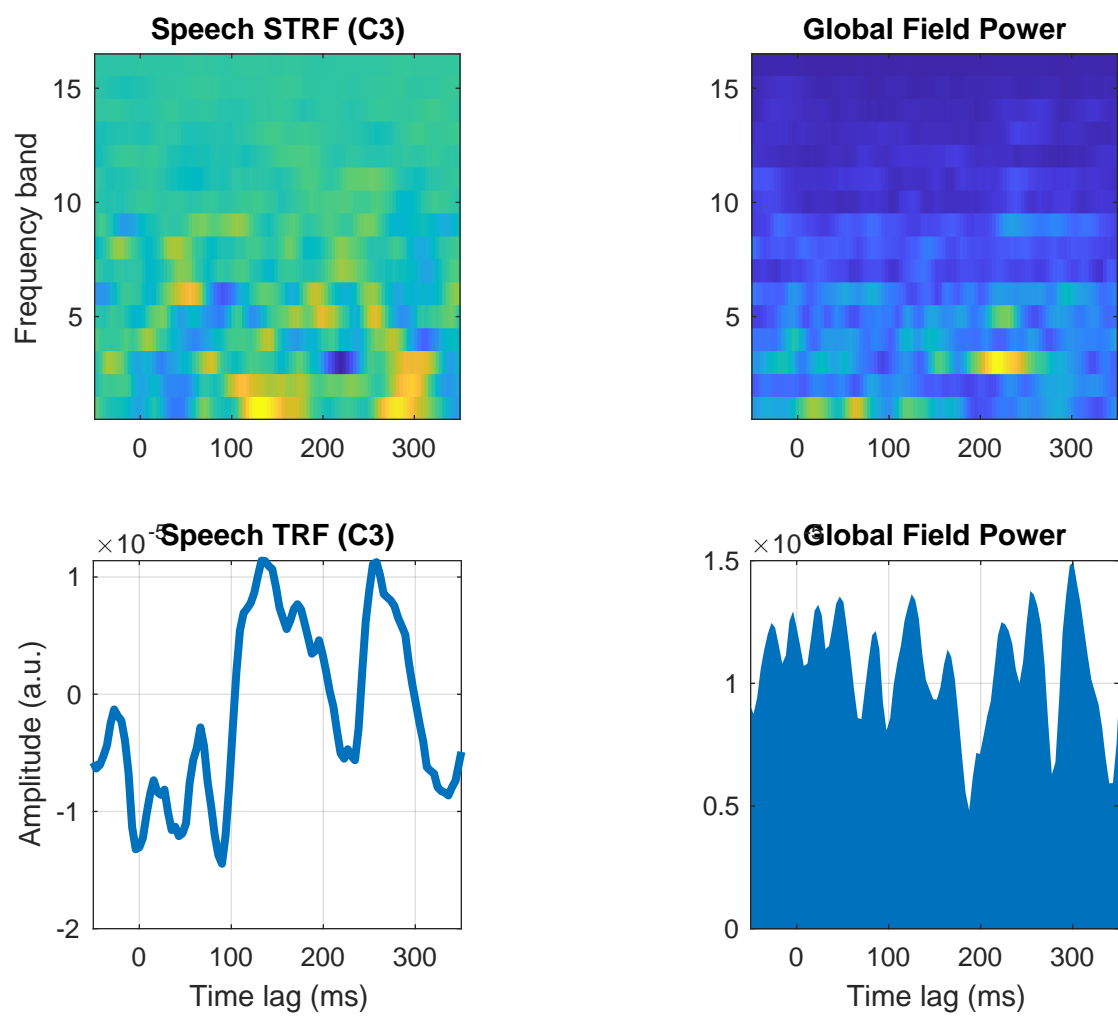 Speech STRF (C3)
Frequency band
15
10
5
0 100 200 300
Global Field Power
15
10
5
0 100 200 300
Speech TRF (C3)
×10⁻⁵
Amplitude (a.u.)
1
0
-1
-2
0 100 200 300
Time lag (ms)
Global Field Power
×10⁻⁵
1.5
1
0.5
0
0 100 200 300
Time lag (ms)